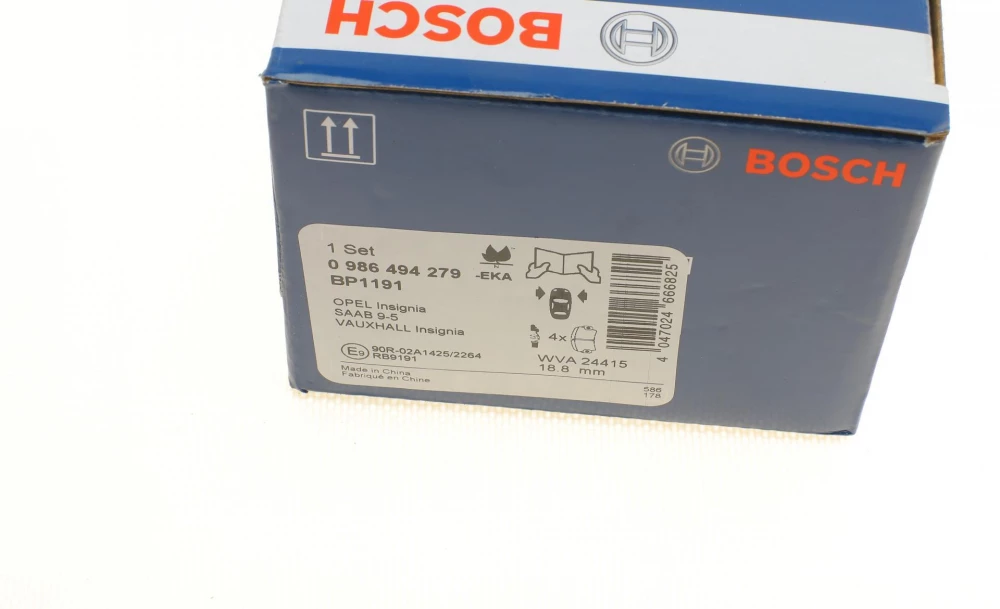 BOSCH
BOSCH
1 Set
0 986 494 279
-EKA
BP1191
OPEL Insignia
SAAB 9-5
VAUXHALL Insignia
E9 90R-02A1425/2264
RB9191
Made in China
Fabriqué en Chine
4x
WVA 24415
18.8 mm
4 047024 666825
586
178